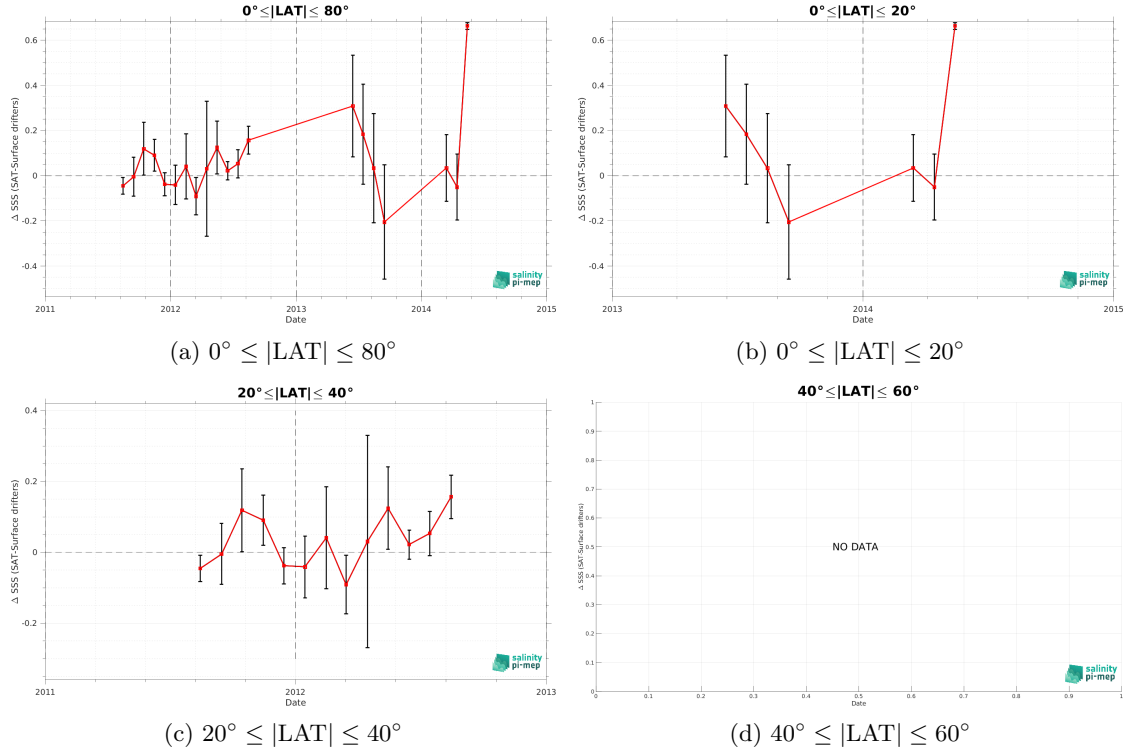 0°≤|LAT|≤ 80°
Δ SSS (SAT-Surface drifters)
0.6
0.4
0.2
0
-0.2
-0.4
2011
2012
2013
2014
2015
Date
salinity
pi-mep
(a) 0° ≤ |LAT| ≤ 80°
0°≤|LAT|≤ 20°
Δ SSS (SAT-Surface drifters)
0.6
0.4
0.2
0
-0.2
-0.4
2013
2014
2015
Date
salinity
pi-mep
(b) 0° ≤ |LAT| ≤ 20°
20°≤|LAT|≤ 40°
Δ SSS (SAT-Surface drifters)
0.4
0.2
0
-0.2
2011
2012
2013
Date
salinity
pi-mep
(c) 20° ≤ |LAT| ≤ 40°
40°≤|LAT|≤ 60°
Δ SSS (SAT-Surface drifters)
1
0.9
0.8
0.7
0.6
0.5
0.4
0.3
0.2
0.1
0
NO DATA
0 0.1 0.2 0.3 0.4 0.5 0.6 0.7 0.8 0.9 1
Date
salinity
pi-mep
(d) 40° ≤ |LAT| ≤ 60°